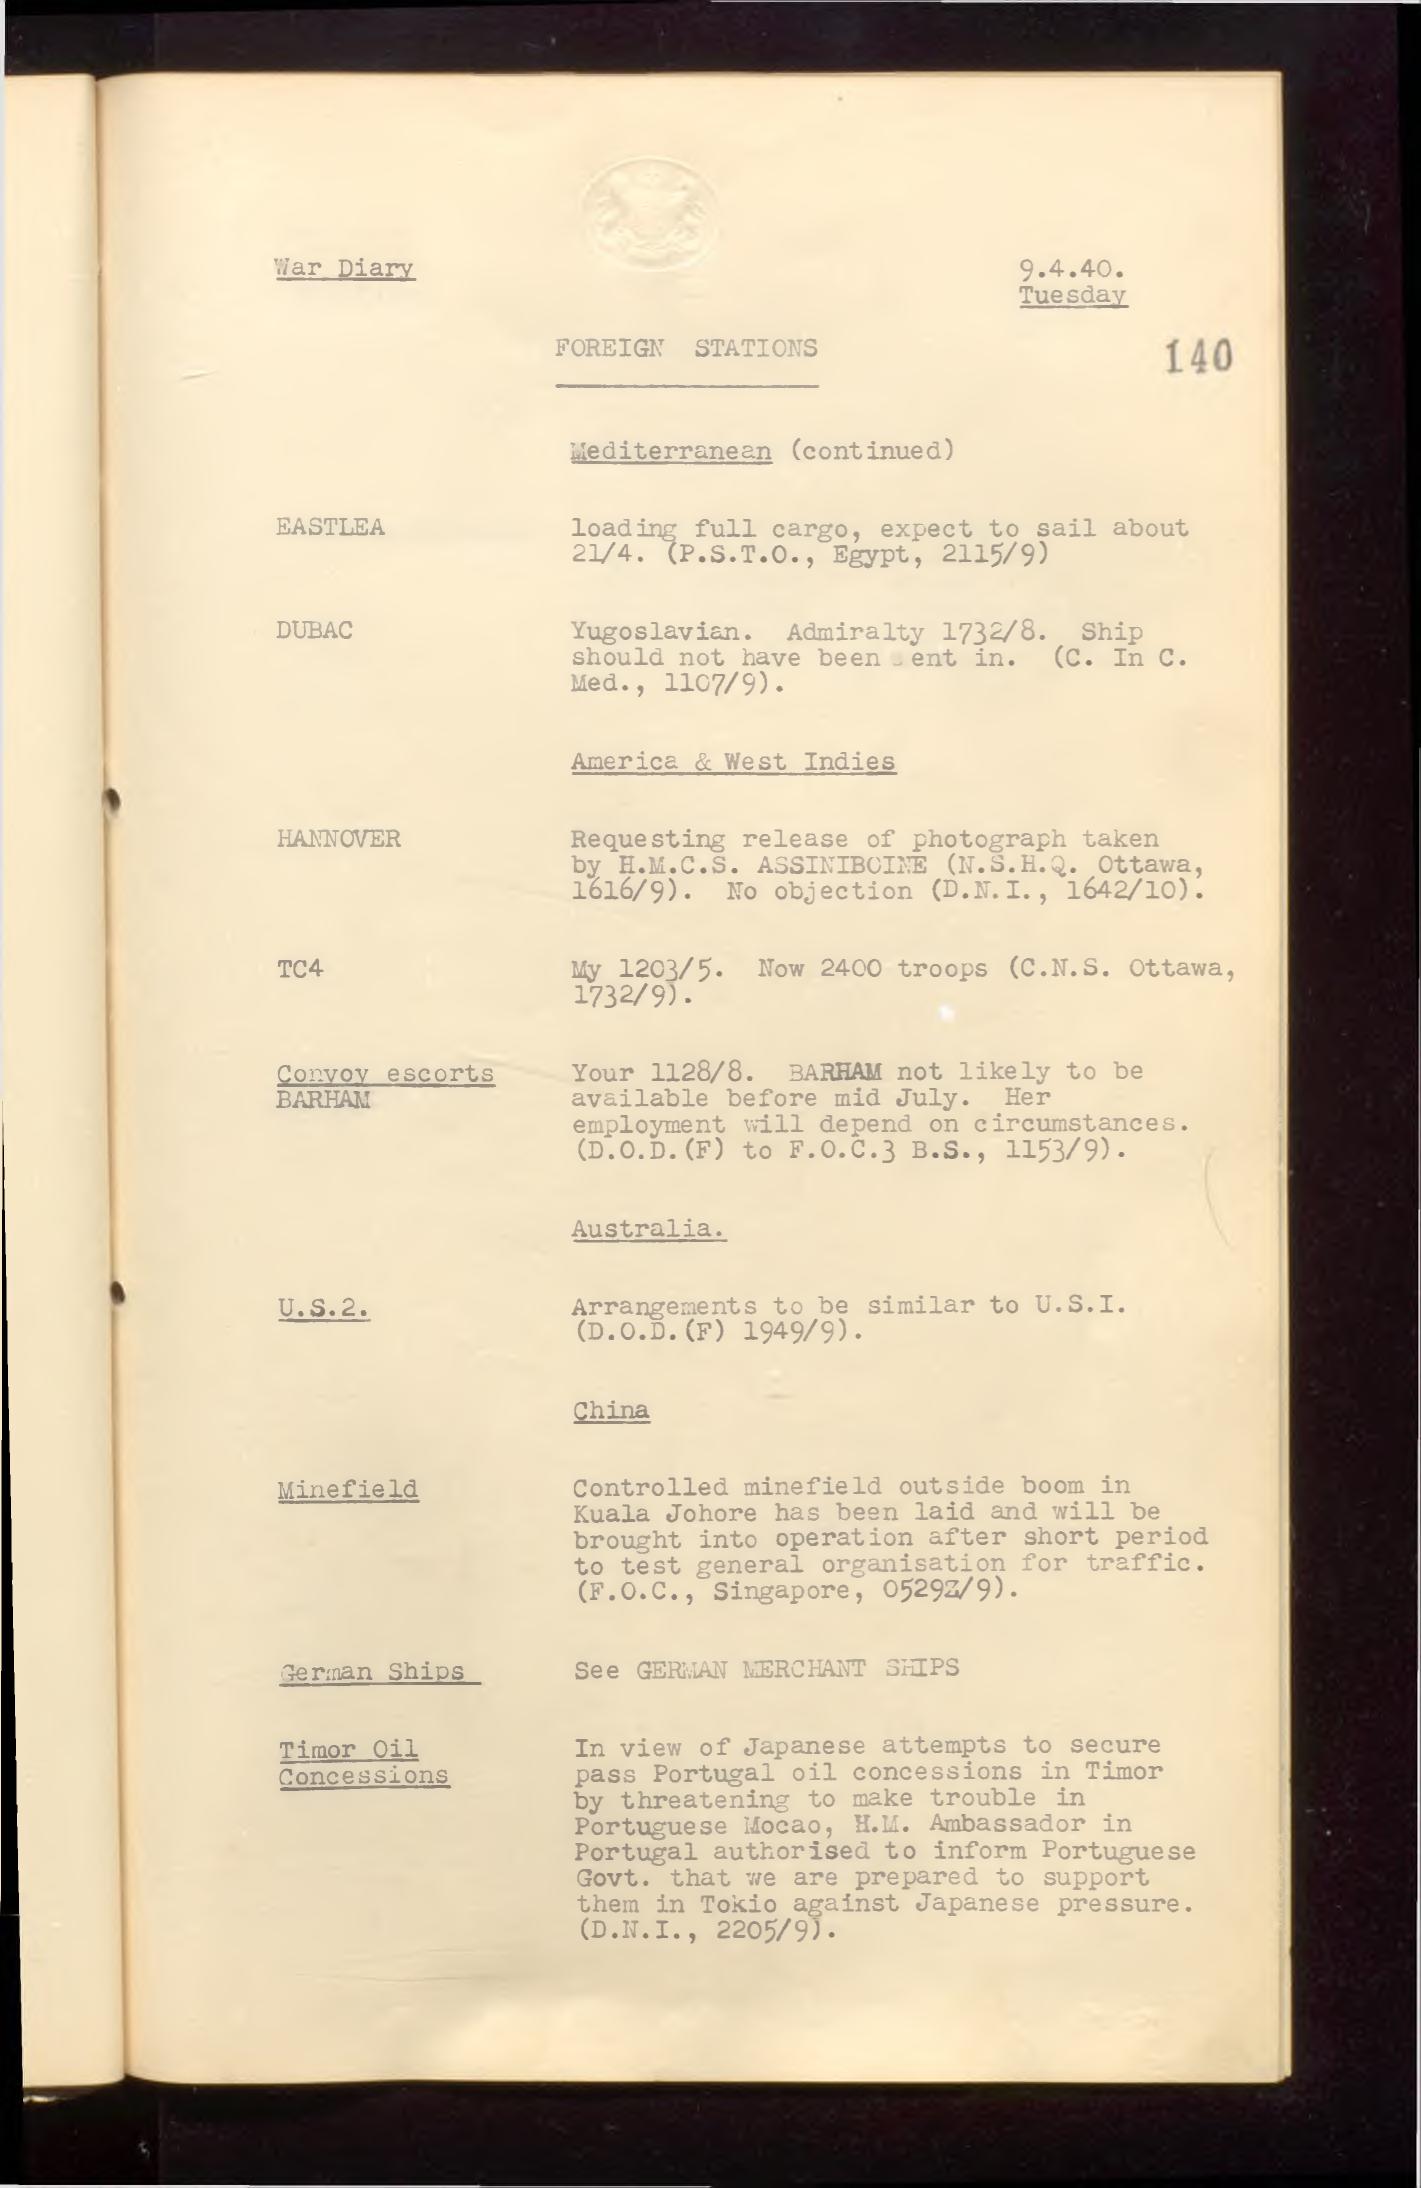 War Diary
9.4.40.
Tuesday
FOREIGN STATIONS
140
Mediterranean (continued)
EASTLEA
loading full cargo, expect to sail about
21/4. (P.S.T.O., Egypt, 2115/9)
DUBAC
Yugoslavian. Admiralty 1732/8. Ship
should not have been sent in. (C. In C.
Med., 1107/9).
America & West Indies
HANNOVER
Requesting release of photograph taken
by H.M.C.S. ASSINIBOINE (N.S.H.Q. Ottawa,
1616/9). No objection (D.N.I., 1642/10).
TC4
My 1203/5. Now 2400 troops (C.N.S. Ottawa,
1732/9).
Convoy escorts
BARHAM
Your 1128/8. BARHAM not likely to be
available before mid July. Her
employment will depend on circumstances.
(D.O.D.(F) to F.O.C.3 B.S., 1153/9).
Australia.
U.S.2.
Arrangements to be similar to U.S.I.
(D.O.D.(F) 1949/9).
China
Minefield
Controlled minefield outside boom in
Kuala Johore has been laid and will be
brought into operation after short period
to test general organisation for traffic.
(F.O.C., Singapore, 0529Z/9).
German Ships
See GERMAN MERCHANT SHIPS
Timor Oil
Concessions
In view of Japanese attempts to secure
pass Portugal oil concessions in Timor
by threatening to make trouble in
Portuguese Mocao, H.M. Ambassador in
Portugal authorised to inform Portuguese
Govt. that we are prepared to support
them in Tokio against Japanese pressure.
(D.N.I., 2205/9).